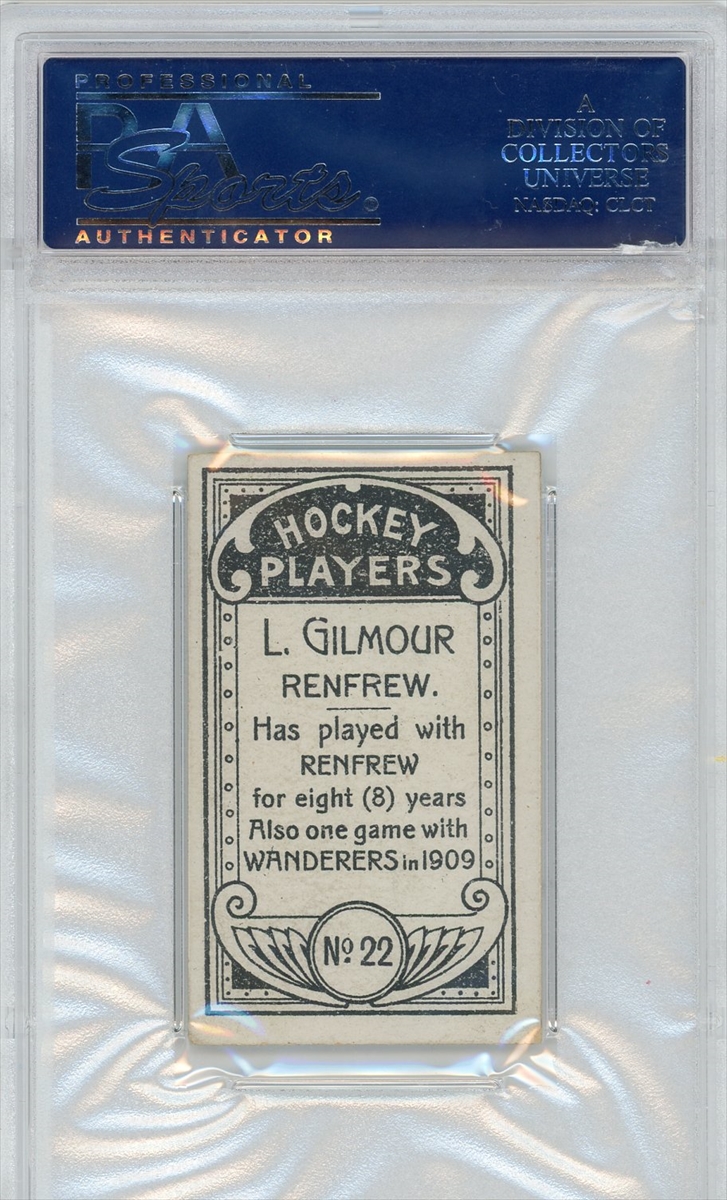 PROFESSIONAL
PSA
Sports
AUTHENTICATOR
A
DIVISION OF
COLLECTORS
UNIVERSE
NASDAQ: CLCT
HOCKEY
PLAYERS
L. GILMOUR
RENFREW.
Has played with
RENFREW
for eight (8) years
Also one game with
WANDERERS in 1909
No. 22